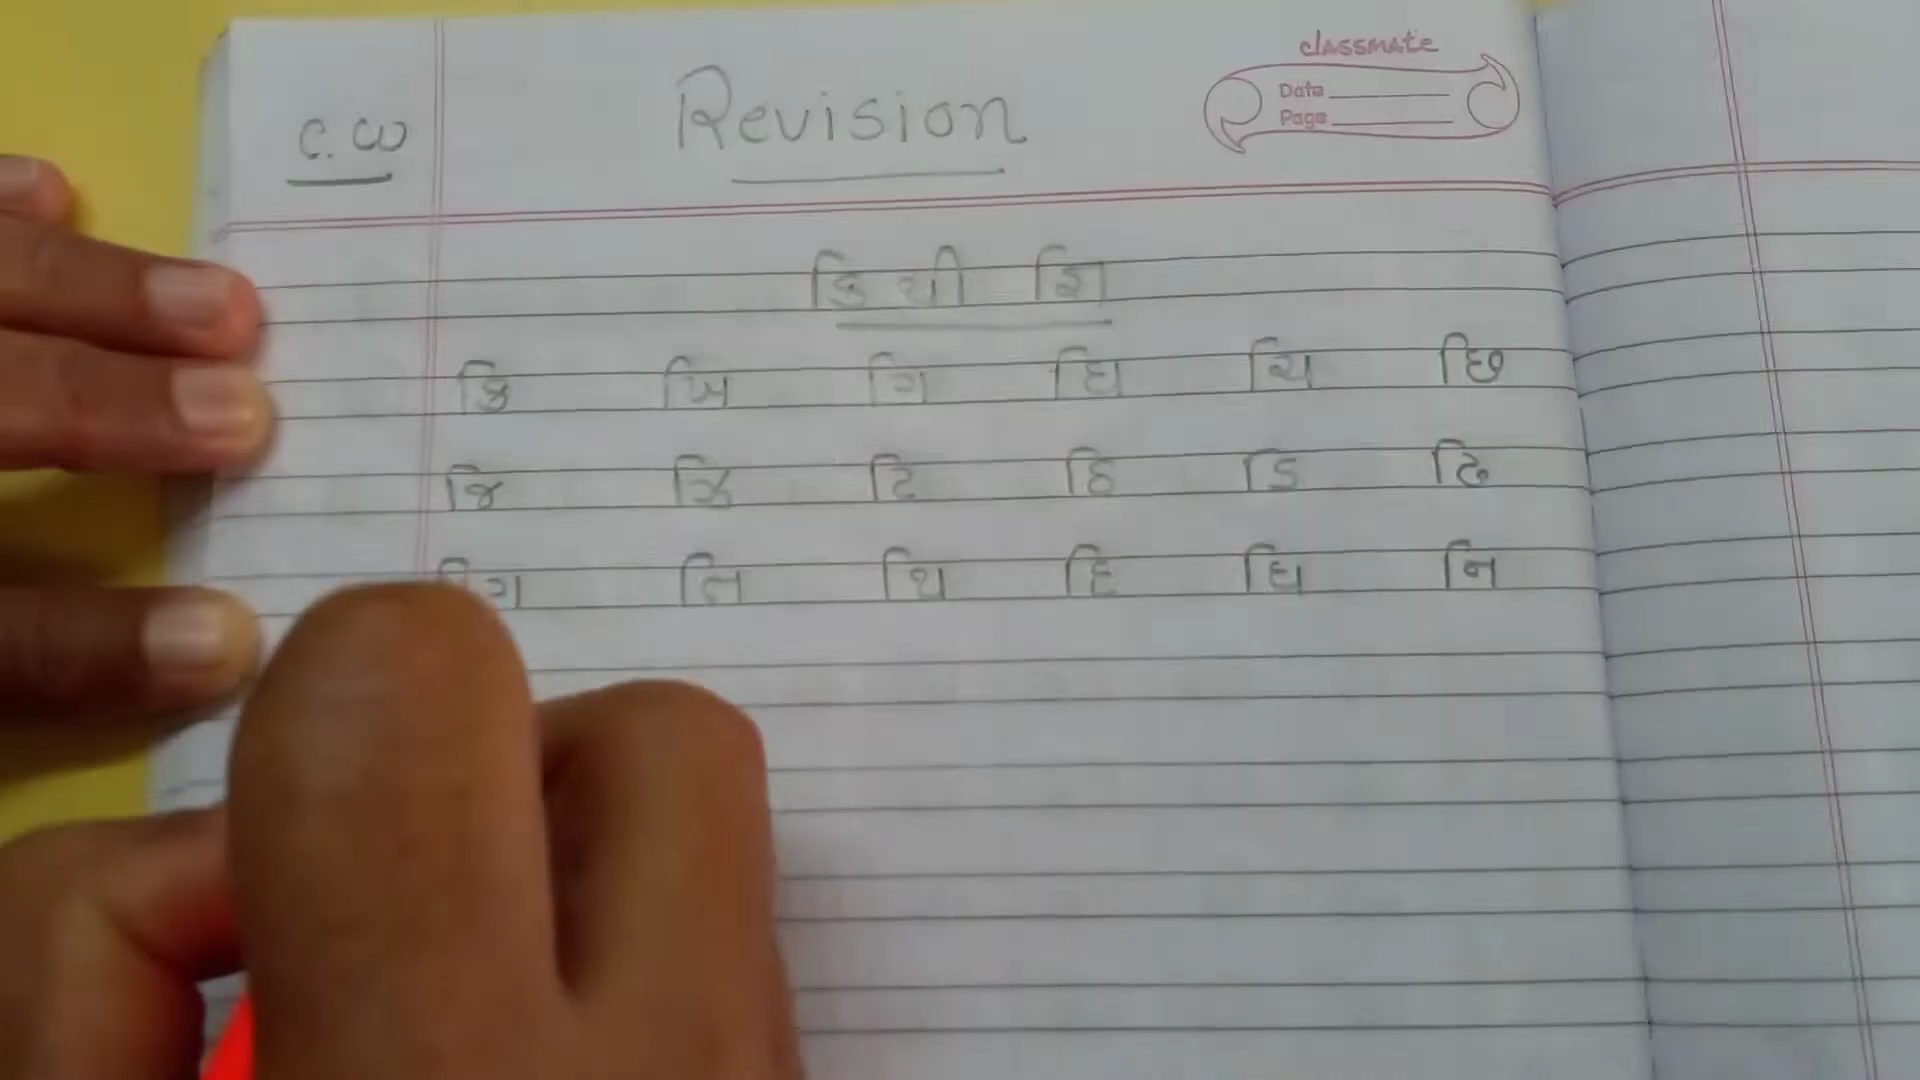 classmate
Date
Page
C.W
Revision
કિ થી જ્ઞિ
કિ ખિ ગિ ઘિ ચિ છિ
જિ ઝિ ટિ ઠિ ડિ ઢિ
ણિ તિ થિ દિ ધિ નિ